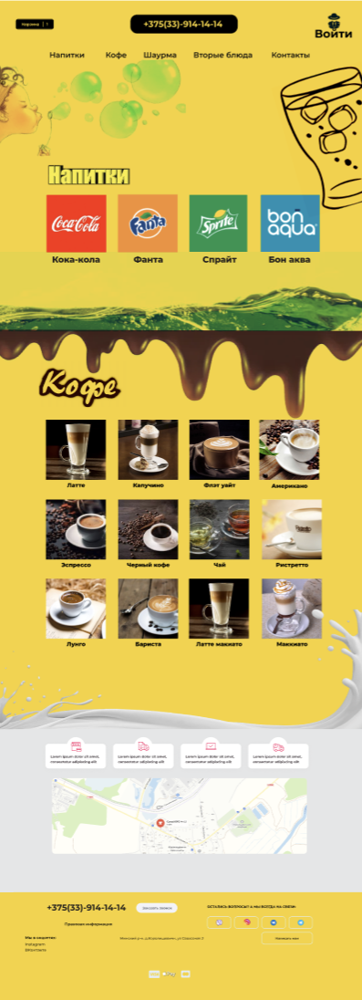 Корзина | 1
+375(33)-914-14-14
Войти
Напитки Кофе Шаурма Вторые блюда Контакты
Напитки
Coca-Cola Fanta Sprite bon aqua
Кока-кола Фанта Спрайт Бон аква
Кофе
Латте Капучино Флэт уайт Американо
Эспрессо Черный кофе Чай Ристретто
Лунго Бариста Латте макиато Маккиато
Lorem ipsum dolor sit amet, consectetur adipiscing elit
Lorem ipsum dolor sit amet, consectetur adipiscing elit
Lorem ipsum dolor sit amet, consectetur adipiscing elit
Lorem ipsum dolor sit amet, consectetur adipiscing elit
+375(33)-914-14-14
Заказать звонок
ОСТАЛИСЬ ВОПРОСЫ? А МЫ ВСЕГДА НА СВЯЗИ:
Правовая информация
Мы в соцсетях:
Instagram
ВКонтакте
Напишите нам